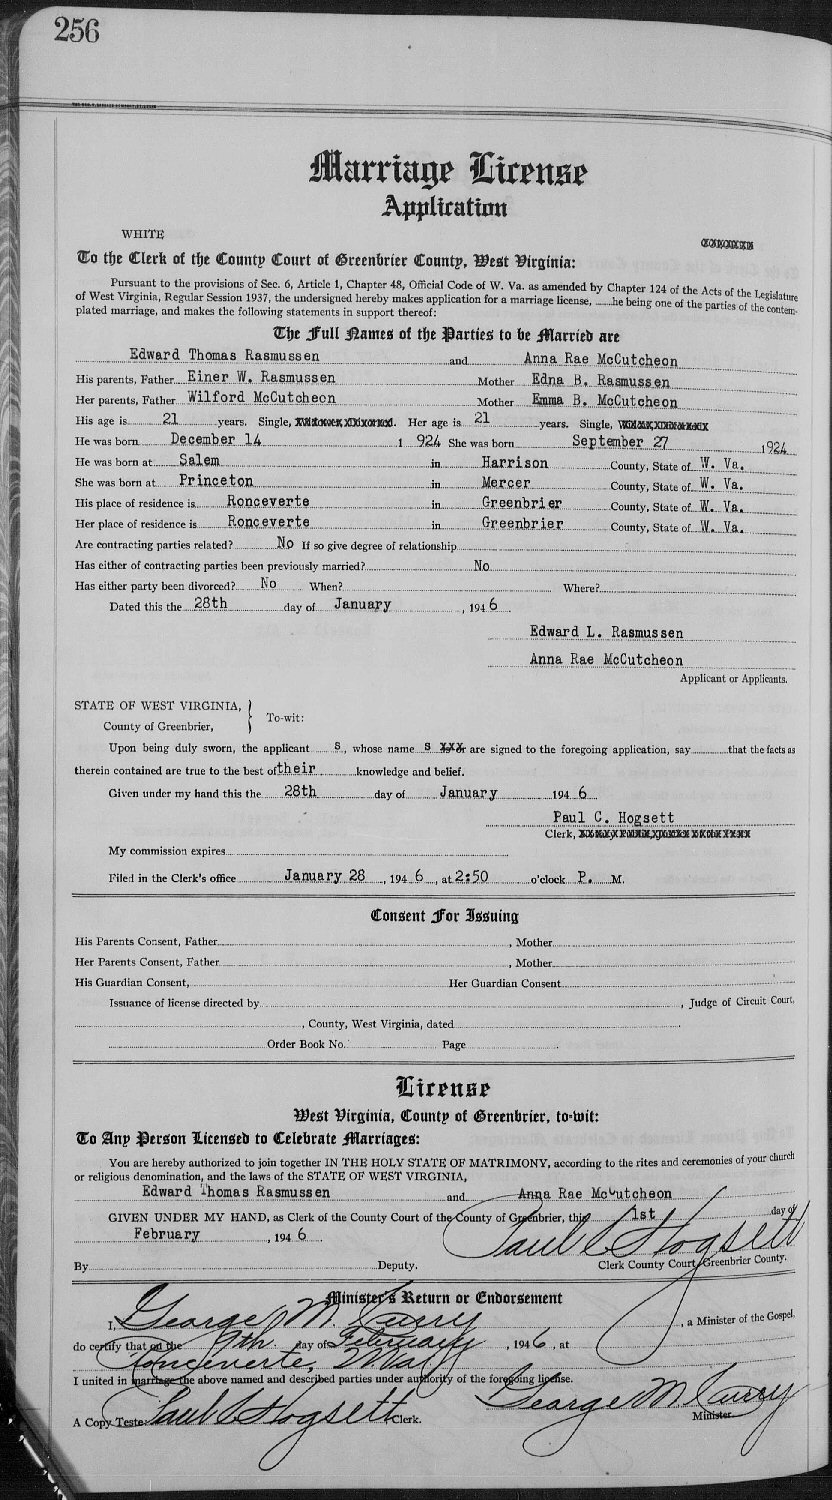 256
Marriage License
Application
WHITE
To the Clerk of the County Court of Greenbrier County, West Virginia:
Pursuant to the provisions of Sec. 6, Article 1, Chapter 48, Official Code of W. Va. as amended by Chapter 124 of the Acts of the Legislature
of West Virginia, Regular Session 1937, the undersigned hereby makes application for a marriage license, ......he being one of the parties of the contem-
plated marriage, and makes the following statements in support thereof:
The Full Names of the Parties to be Married are
Edward Thomas Rasmussen and Anna Rae McCutcheon
His parents, Father Einer W. Rasmussen Mother Edna B. Rasmussen
Her parents, Father Wilford McCutcheon Mother Emma B. McCutcheon
His age is 21 years. Single, Her age is 21 years. Single,
He was born December 14 1 924 She was born September 27 1924
He was born at Salem in Harrison County, State of W. Va.
She was born at Princeton in Mercer County, State of W. Va.
His place of residence is Ronceverte in Greenbrier County, State of W. Va.
Her place of residence is Ronceverte in Greenbrier County, State of W. Va.
Are contracting parties related? No If so give degree of relationship
Has either of contracting parties been previously married? No
Has either party been divorced? No When? Where?
Dated this the 28th day of January, 1946
Edward L. Rasmussen
Anna Rae McCutcheon
Applicant or Applicants.
STATE OF WEST VIRGINIA,
County of Greenbrier,
To-wit:
Upon being duly sworn, the applicant s, whose name s XXX are signed to the foregoing application, say that the facts as
therein contained are true to the best of their knowledge and belief.
Given under my hand this the 28th day of January 1946
Paul C. Hogsett
Clerk,
My commission expires
Filed in the Clerk's office January 28, 1946, at 2:50 o'clock P. M.
Consent For Issuing
His Parents Consent, Father, Mother
Her Parents Consent, Father, Mother
His Guardian Consent, Her Guardian Consent
Issuance of license directed by, Judge of Circuit Court,
, County, West Virginia, dated
Order Book No. Page
License
West Virginia, County of Greenbrier, to-wit:
To Any Person Licensed to Celebrate Marriages:
You are hereby authorized to join together IN THE HOLY STATE OF MATRIMONY, according to the rites and ceremonies of your church
or religious denomination, and the laws of the STATE OF WEST VIRGINIA,
Edward Thomas Rasmussen and Anna Rae McCutcheon
GIVEN UNDER MY HAND, as Clerk of the County Court of the County of Greenbrier, this 1st day of
February, 1946 Paul C Hogsett
By Deputy. Clerk County Court, Greenbrier County.
Minister's Return or Endorsement
I, George M. Curry, a Minister of the Gospel,
do certify that on the 9th day of February, 1946, at
Ronceverte, W Va
I united in marriage the above named and described parties under authority of the foregoing license.
George M. Curry
A Copy Teste: Paul C Hogsett Clerk. Minister